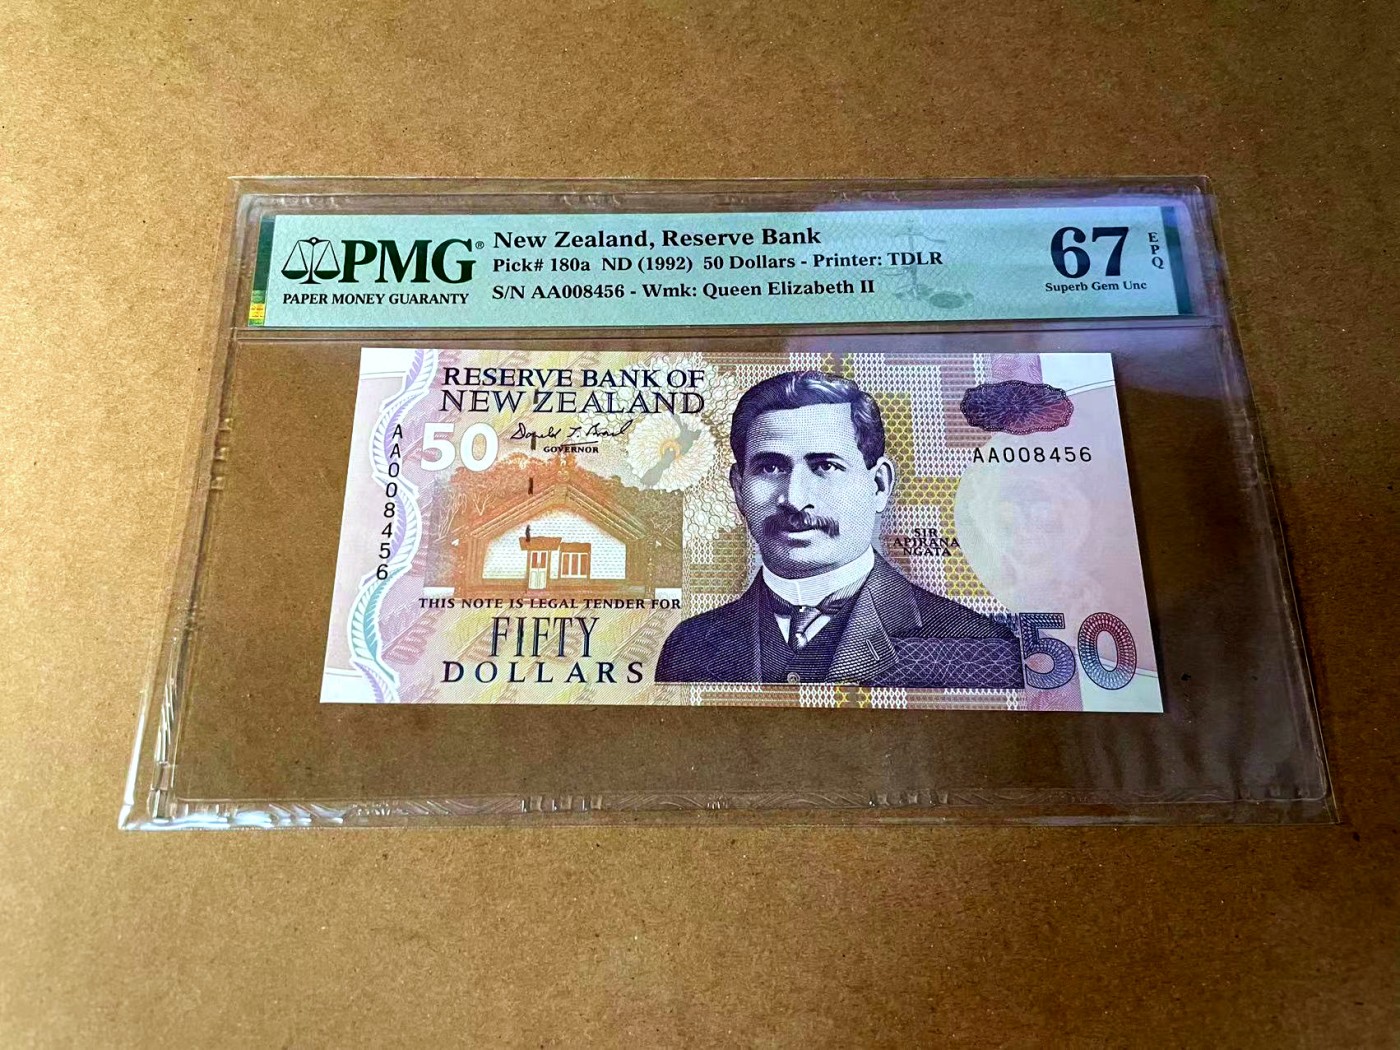 PMG®
PAPER MONEY GUARANTY
New Zealand, Reserve Bank
Pick# 180a ND (1992) 50 Dollars - Printer: TDLR
S/N AA008456 - Wmk: Queen Elizabeth II
67
EPQ
Superb Gem Unc
RESERVE BANK OF
NEW ZEALAND
50
Donald T. Brash
GOVERNOR
AA008456
AA008456
SIR
APIRANA
NGATA
THIS NOTE IS LEGAL TENDER FOR
FIFTY
DOLLARS
50